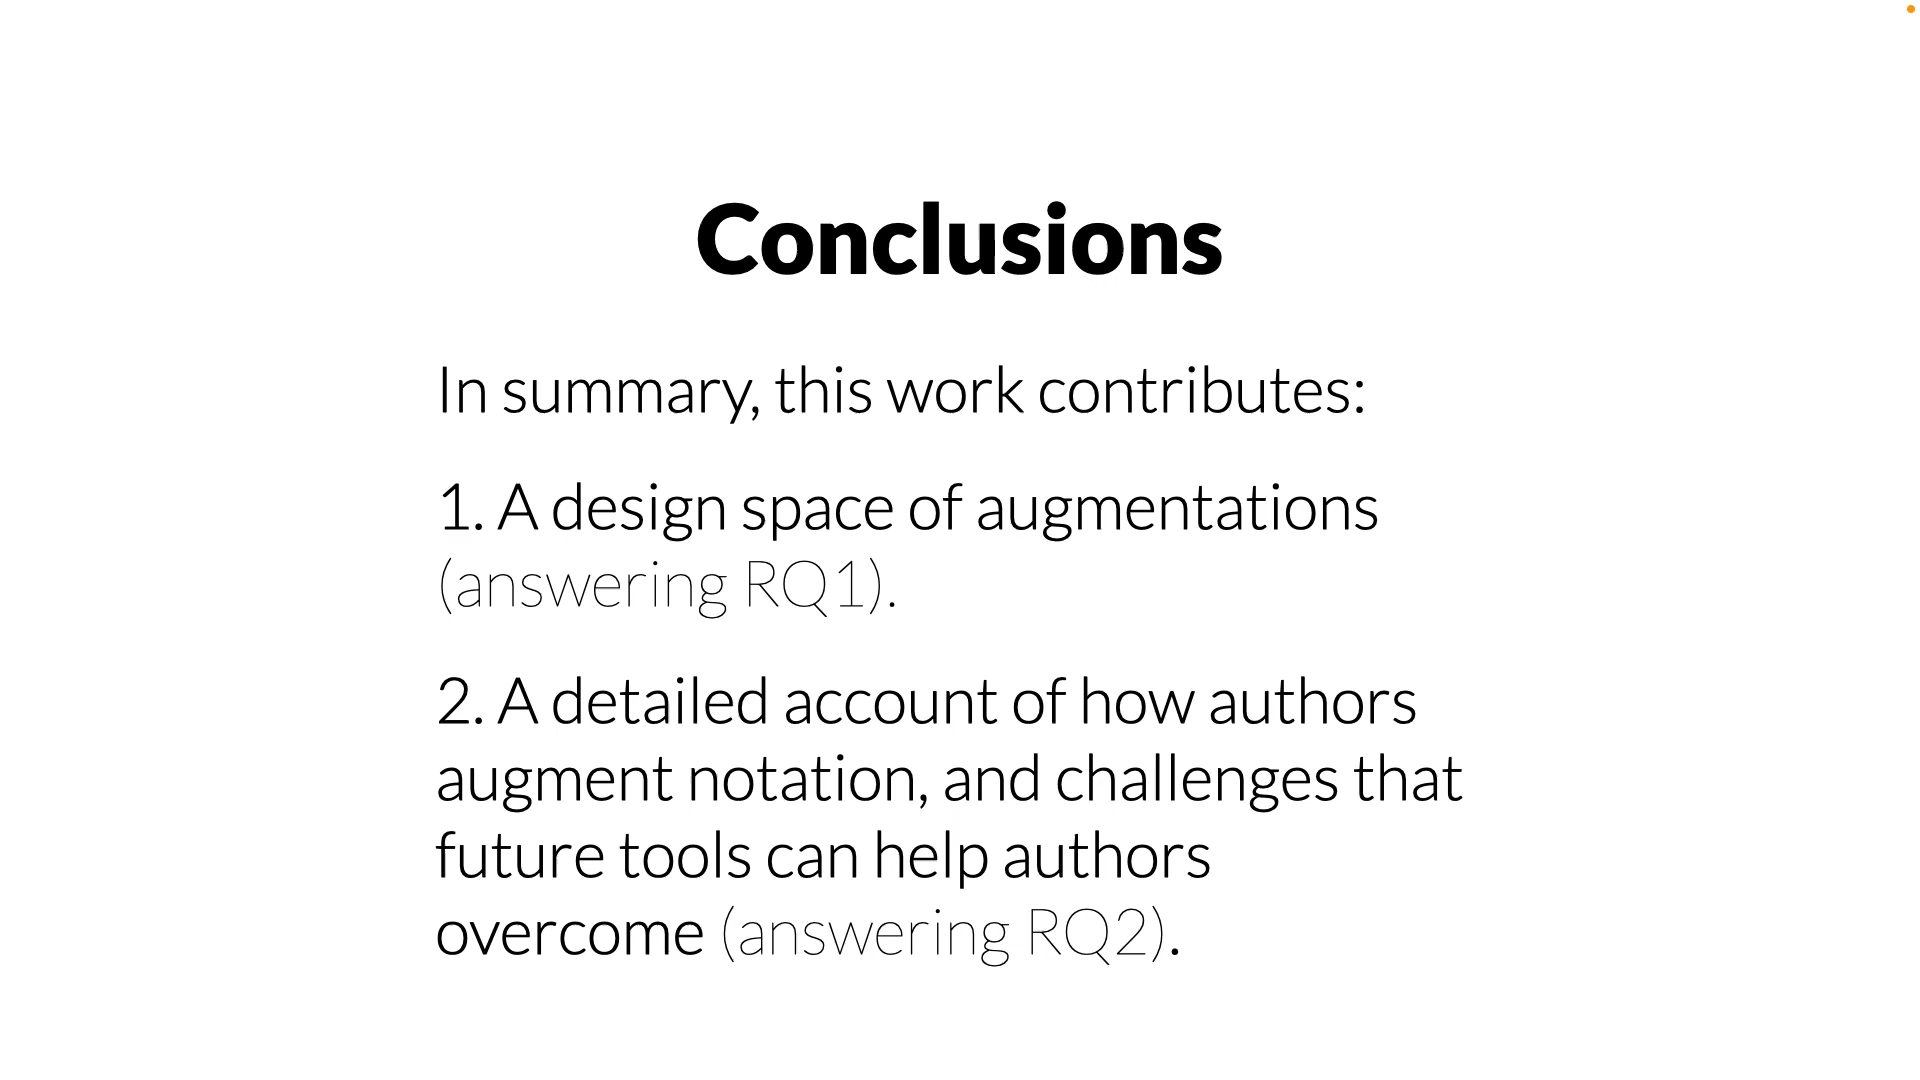 Conclusions
In summary, this work contributes:
1. A design space of augmentations
(answering RQ1).
2. A detailed account of how authors
augment notation, and challenges that
future tools can help authors
overcome (answering RQ2).